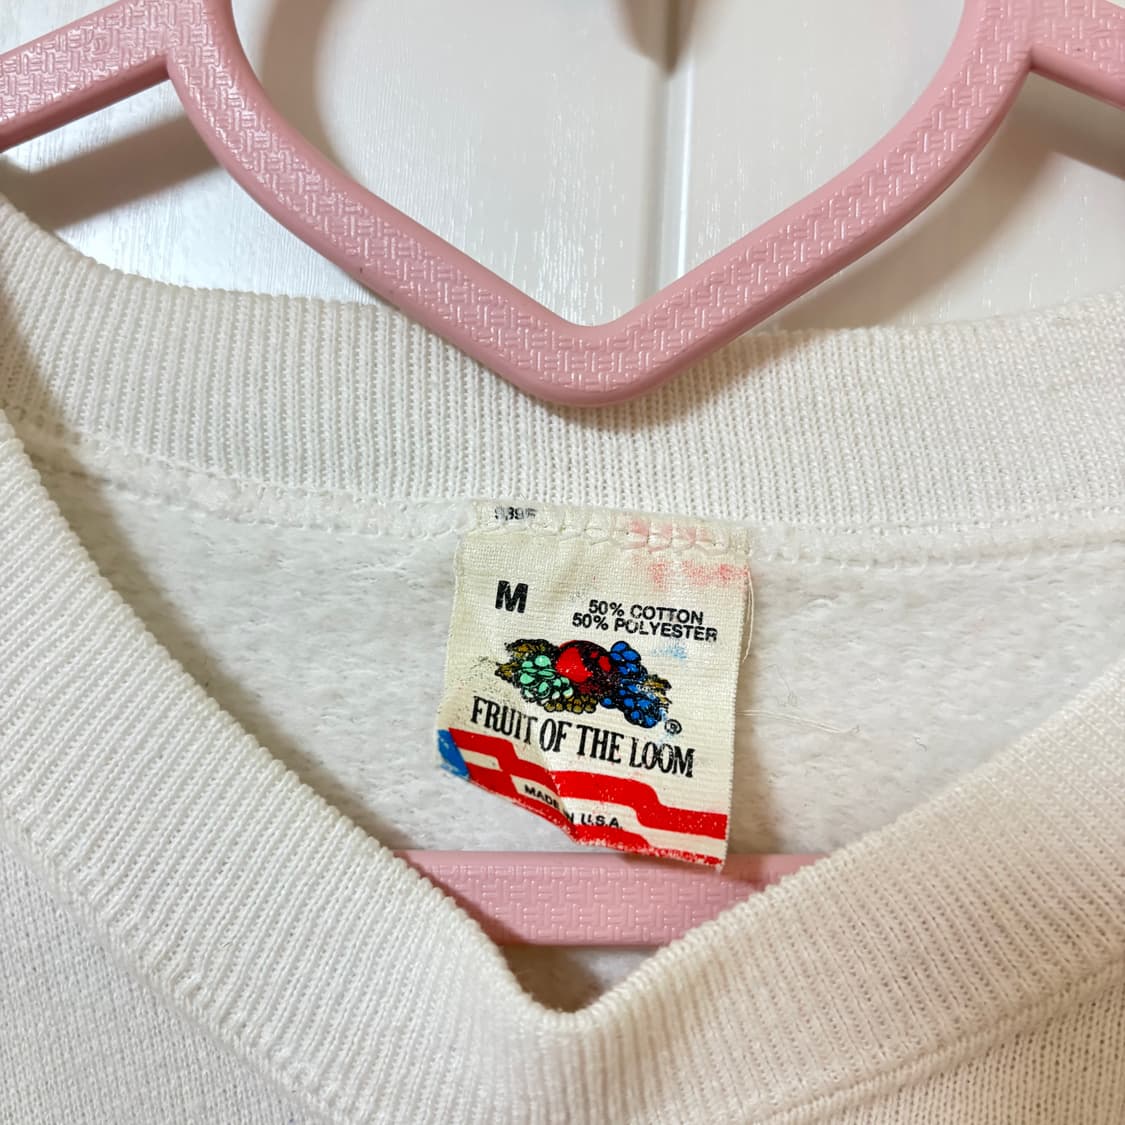 M
50% COTTON
50% POLYESTER
FRUIT OF THE LOOM
®
U.S.A.